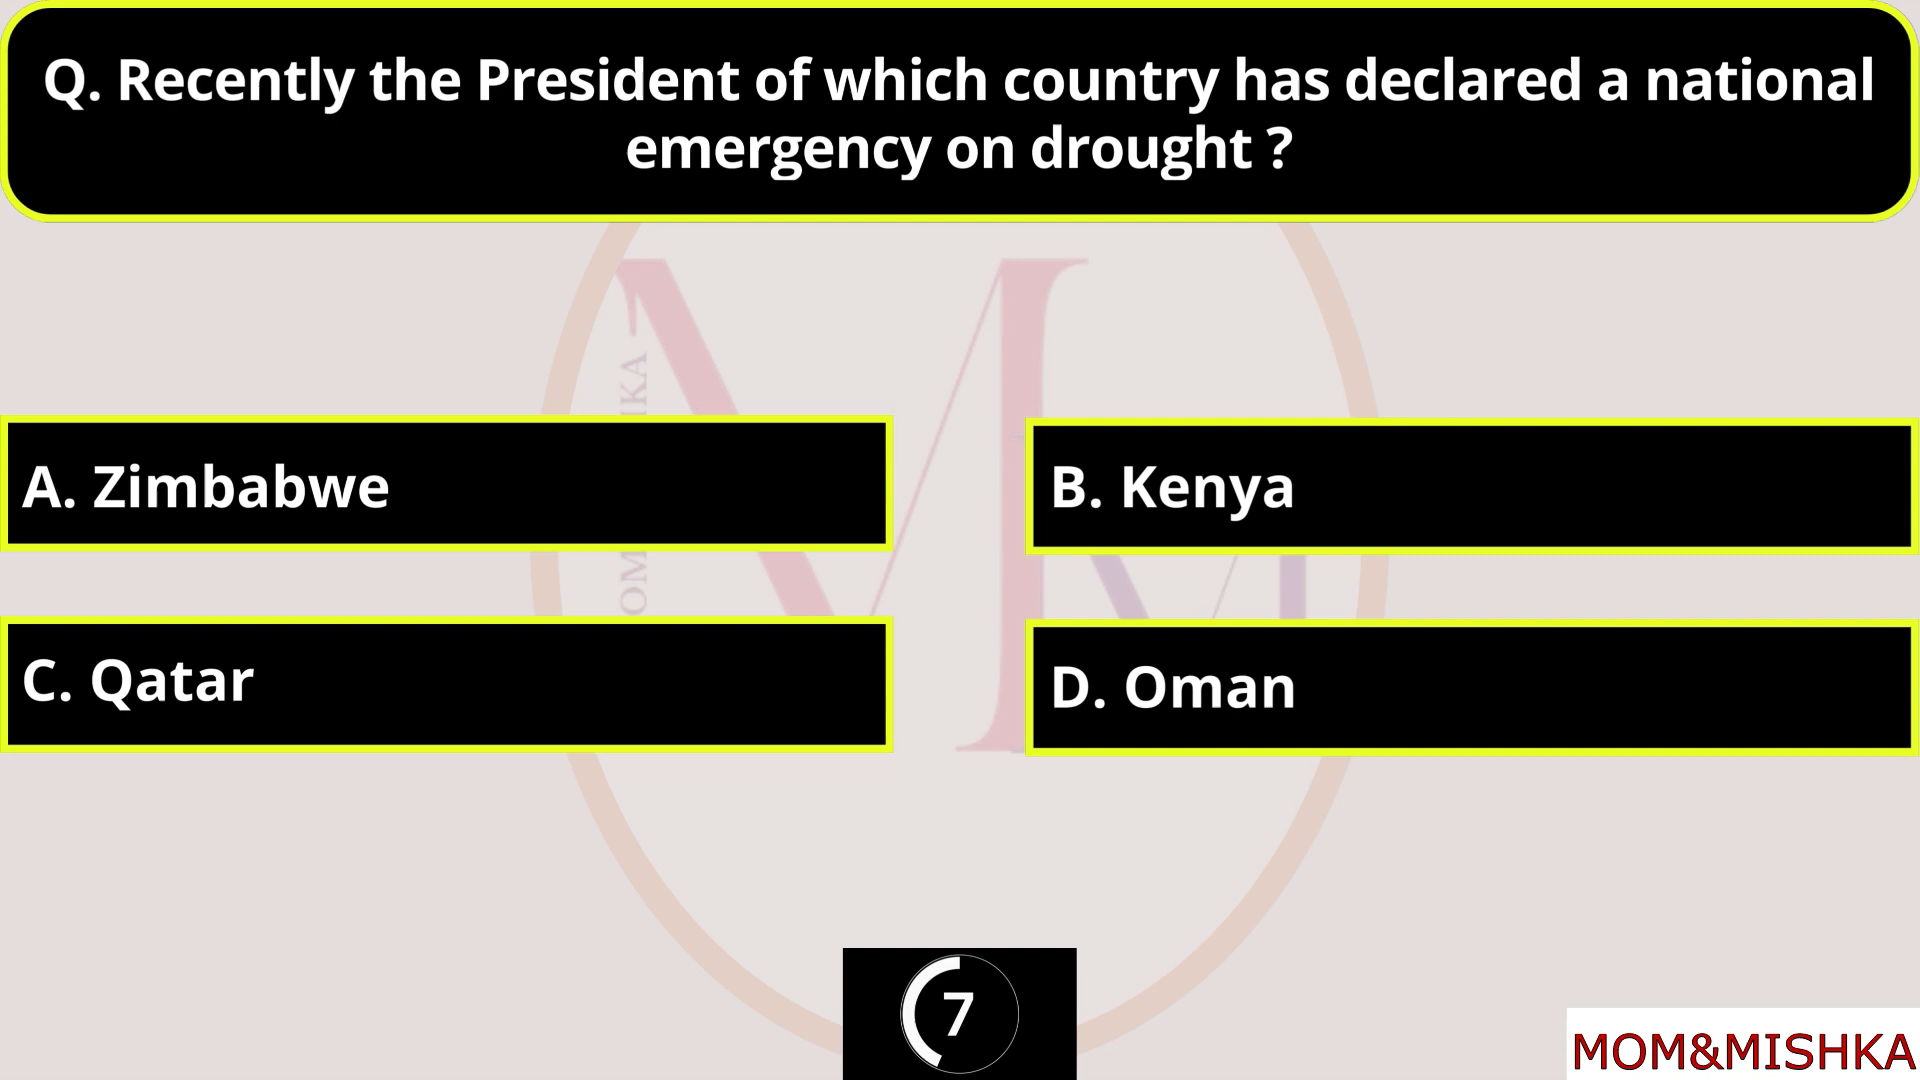 Q. Recently the President of which country has declared a national
emergency on drought ?
A. Zimbabwe
B. Kenya
C. Qatar
D. Oman
7
MOM&MISHKA